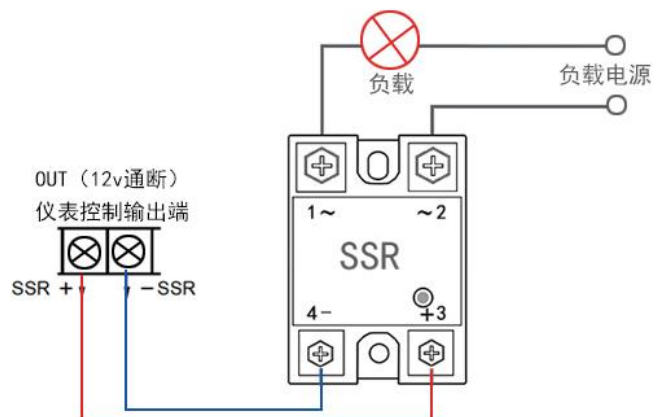 负载
负载电源
OUT（12v通断）
仪表控制输出端
SSR +
-SSR
1~
~2
SSR
4-
+3